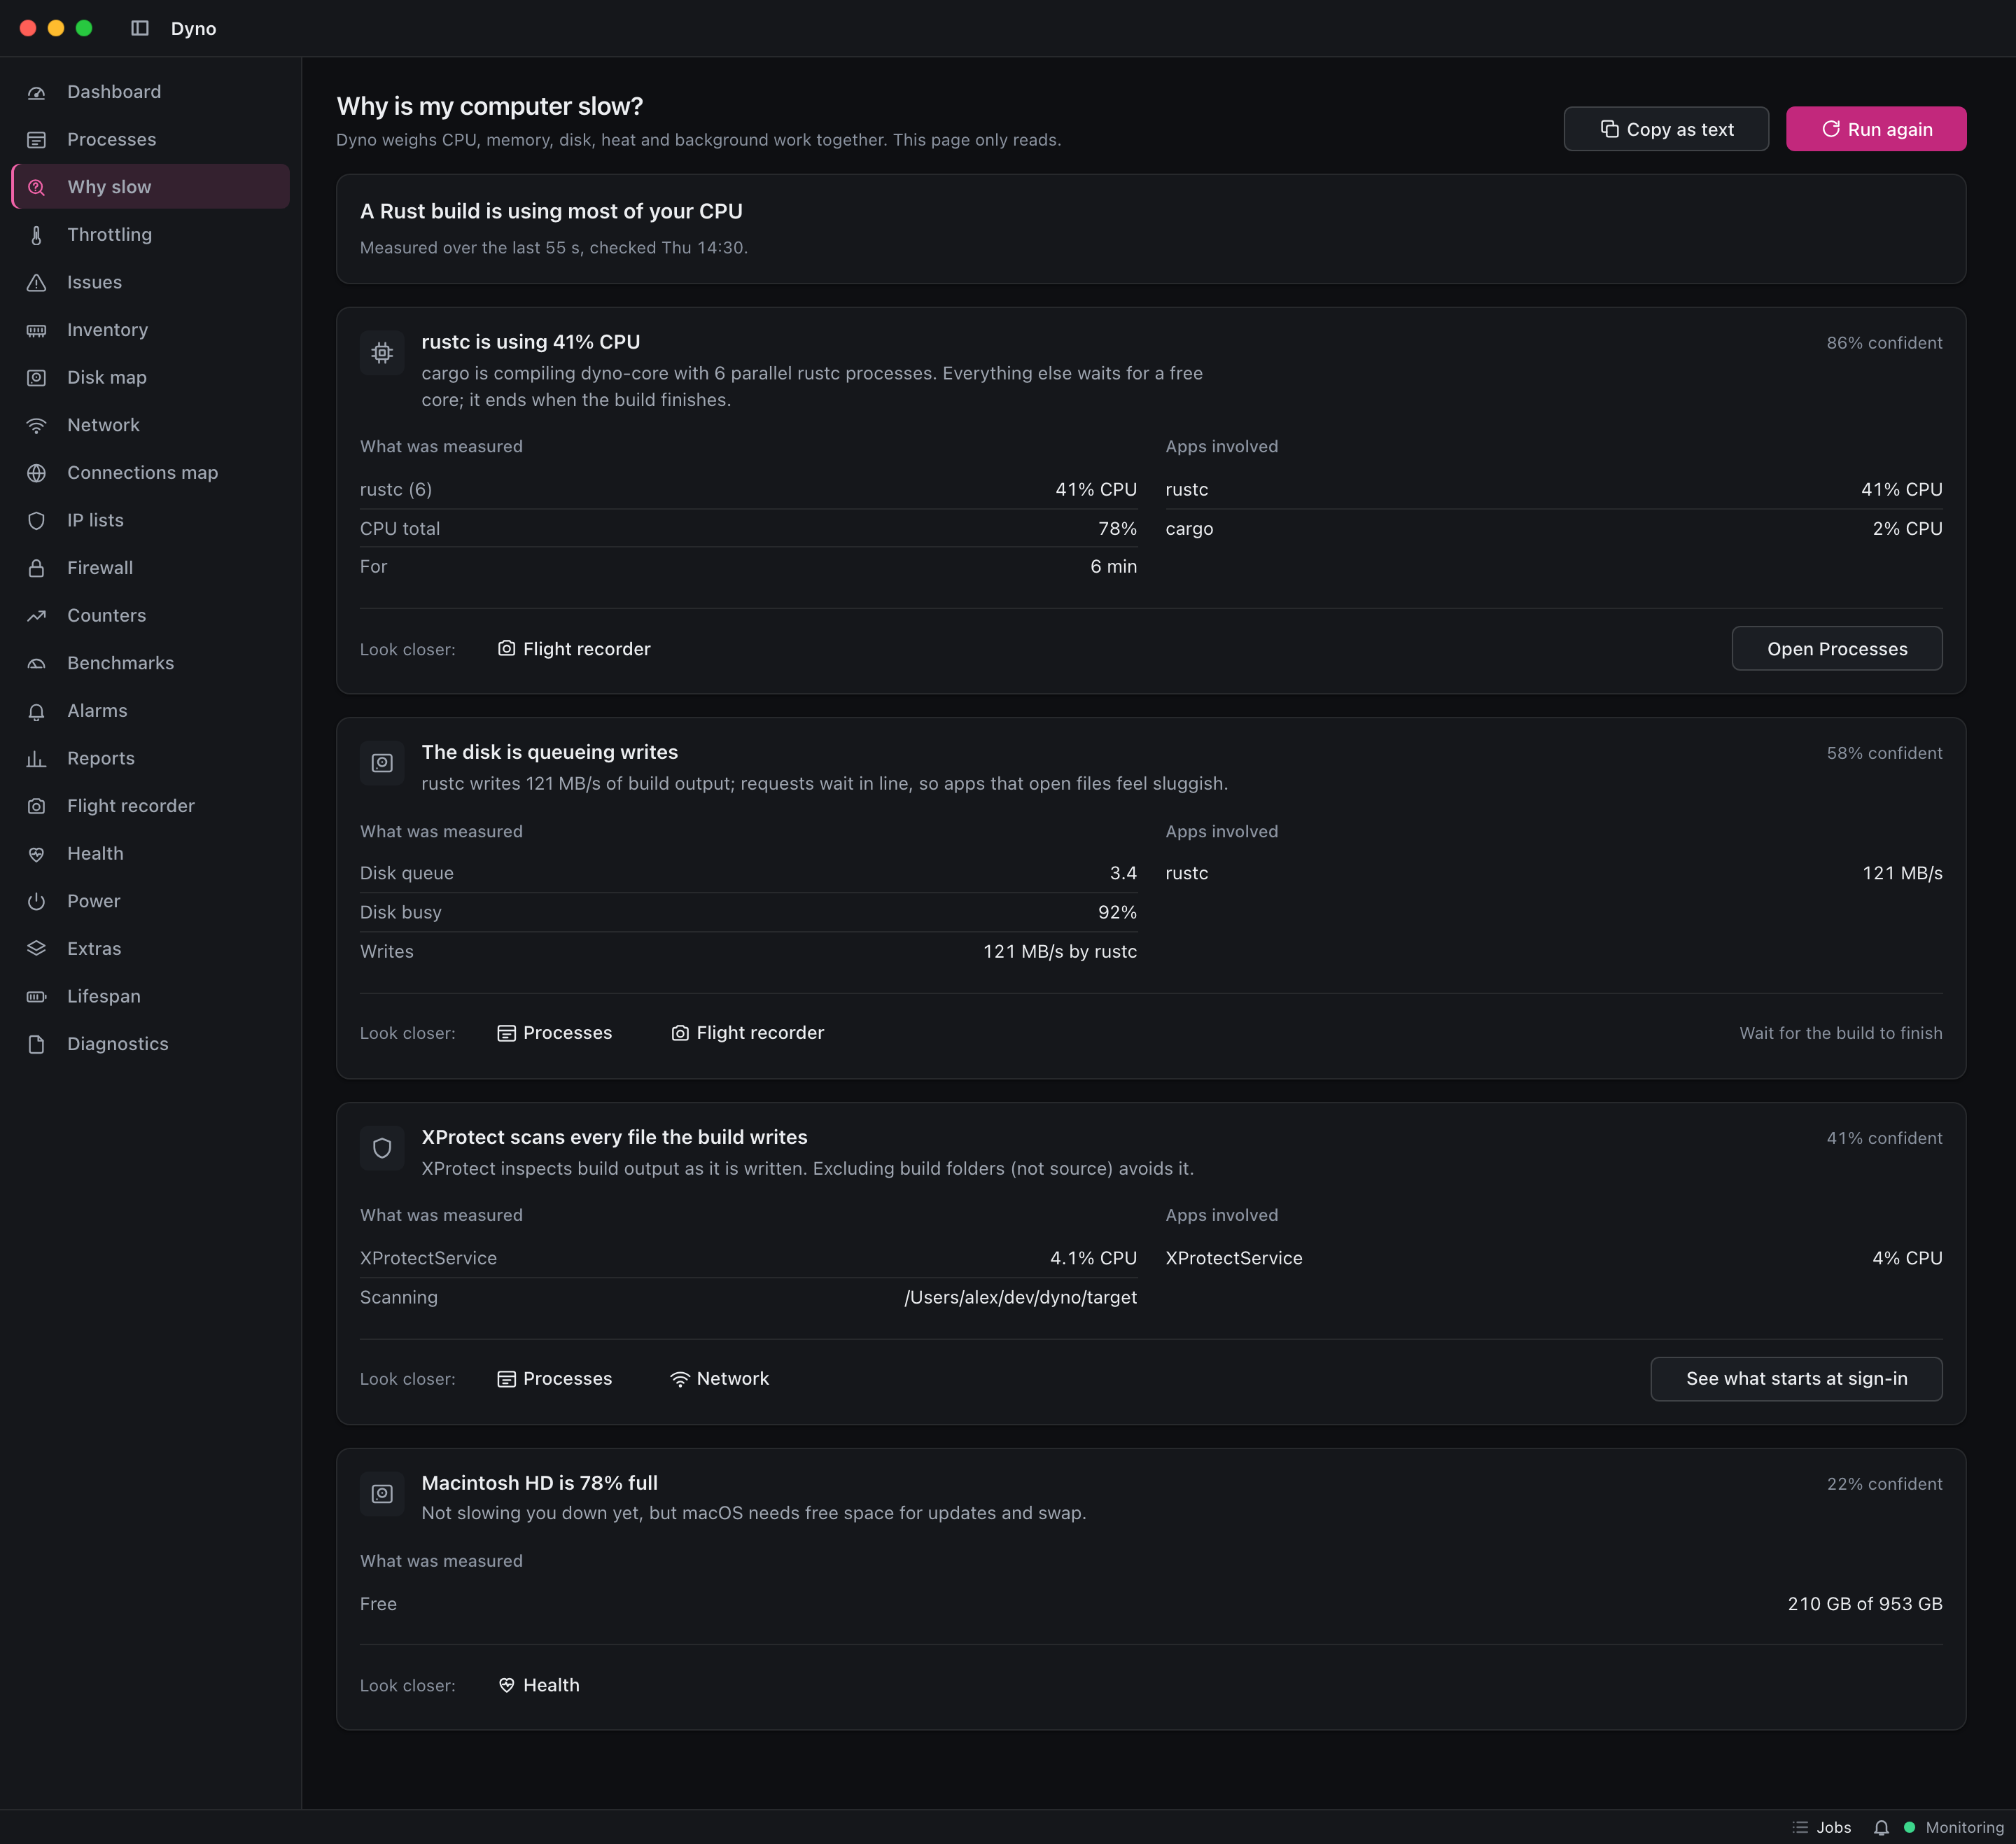 Dyno
Dashboard
Processes
Why slow
Throttling
Issues
Inventory
Disk map
Network
Connections map
IP lists
Firewall
Counters
Benchmarks
Alarms
Reports
Flight recorder
Health
Power
Extras
Lifespan
Diagnostics
Why is my computer slow?
Dyno weighs CPU, memory, disk, heat and background work together. This page only reads.
Copy as text
Run again
A Rust build is using most of your CPU
Measured over the last 55 s, checked Thu 14:30.
rustc is using 41% CPU
86% confident
cargo is compiling dyno-core with 6 parallel rustc processes. Everything else waits for a free
core; it ends when the build finishes.
What was measured
rustc (6) 41% CPU
CPU total 78%
For 6 min
Apps involved
rustc 41% CPU
cargo 2% CPU
Look closer: Flight recorder
Open Processes
The disk is queueing writes
58% confident
rustc writes 121 MB/s of build output; requests wait in line, so apps that open files feel sluggish.
What was measured
Disk queue 3.4
Disk busy 92%
Writes 121 MB/s by rustc
Apps involved
rustc 121 MB/s
Look closer: Processes Flight recorder
Wait for the build to finish
XProtect scans every file the build writes
41% confident
XProtect inspects build output as it is written. Excluding build folders (not source) avoids it.
What was measured
XProtectService 4.1% CPU
Scanning /Users/alex/dev/dyno/target
Apps involved
XProtectService 4% CPU
Look closer: Processes Network
See what starts at sign-in
Macintosh HD is 78% full
22% confident
Not slowing you down yet, but macOS needs free space for updates and swap.
What was measured
Free 210 GB of 953 GB
Look closer: Health
Jobs
Monitoring